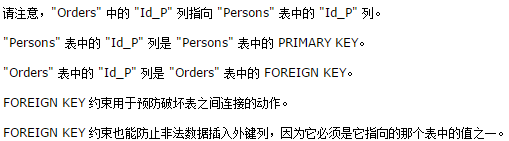 请注意，"Orders" 中的 "Id_P" 列指向 "Persons" 表中的 "Id_P" 列。
"Persons" 表中的 "Id_P" 列是 "Persons" 表中的 PRIMARY KEY。
"Orders" 表中的 "Id_P" 列是 "Orders" 表中的 FOREIGN KEY。
FOREIGN KEY 约束用于预防破坏表之间连接的动作。
FOREIGN KEY 约束也能防止非法数据插入外键列，因为它必须是它指向的那个表中的值之一。